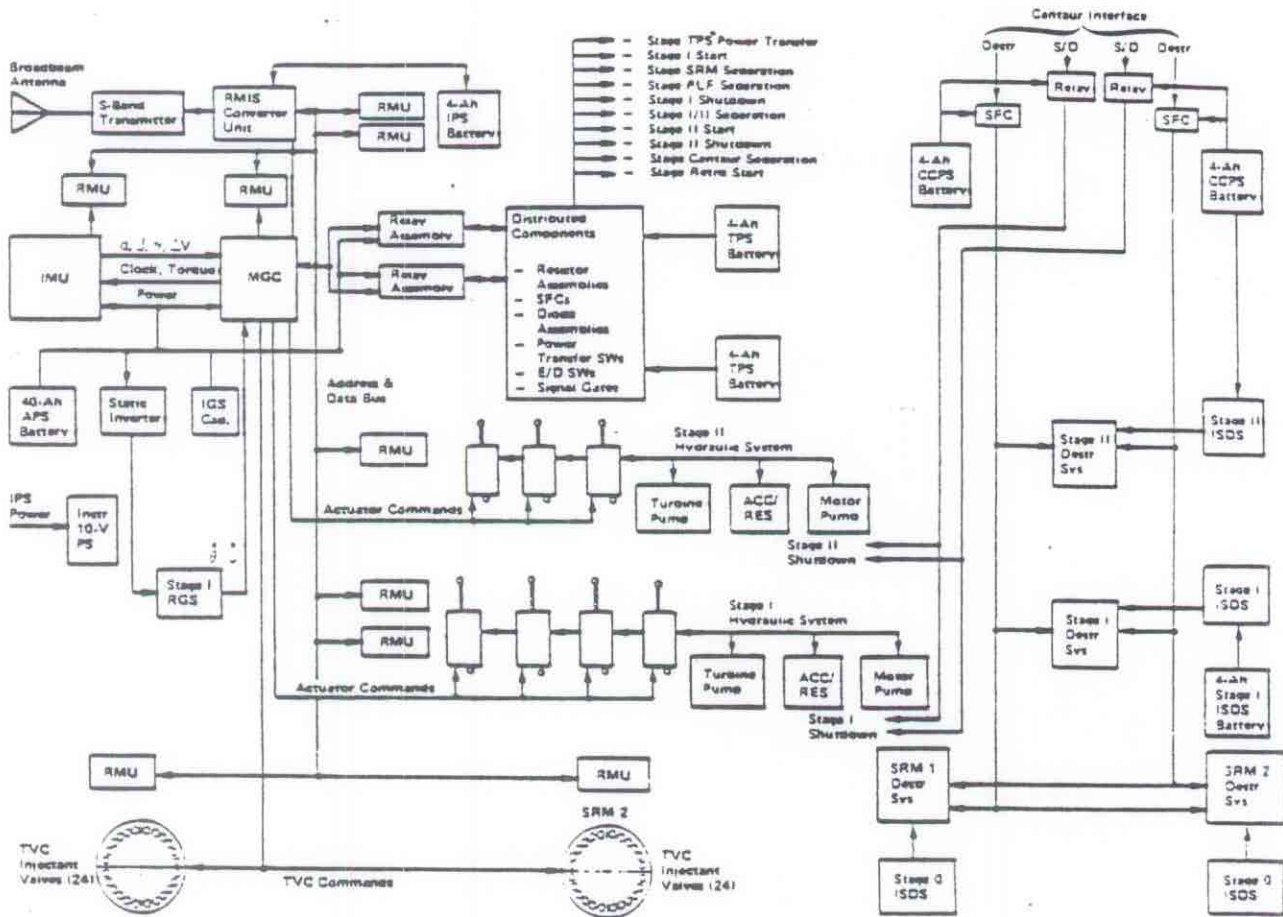 Centaur Interface
Destr
S/D
S/D
Destr
Relay
Relay
SFC
SFC
4-Ah
CCPS
Battery
4-Ah
CCPS
Battery
- Stage TPS Power Transfer
- Stage I Start
- Stage SRM Separation
- Stage PLF Separation
- Stage I Shutdown
- Stage I/II Separation
- Stage II Start
- Stage II Shutdown
- Stage Centaur Separation
- Stage Retro Start
Broadbeam
Antenna
S-Band
Transmitter
RMIS
Converter
Unit
RMU
RMU
4-Ah
IPS
Battery
RMU
RMU
IMU
Clock, Torque
Power
MGC
Relay
Assembly
Relay
Assembly
Distributed
Components
- Resistor
Assemblies
- SFCs
- Diode
Assemblies
- Power
Transfer SWs
- E/D SWs
- Signal Gates
4-Ah
TPS
Battery
4-Ah
TPS
Battery
40-Ah
APS
Battery
Static
Inverter
IGS
Address &
Data Bus
RMU
Stage II
Hydraulic System
Turbine
Pump
ACC/
RES
Motor
Pump
Actuator Commands
Stage II
Shutdown
Stage II
Destr
Sys
Stage II
ISDS
IPS
Power
Instr
10-V
PS
Stage I
RGS
RMU
RMU
Stage I
Hydraulic System
Turbine
Pump
ACC/
RES
Motor
Pump
Actuator Commands
Stage I
Shutdown
Stage I
Destr
Sys
Stage I
ISDS
4-Ah
Stage I
ISDS
Battery
RMU
RMU
SRM 1
Destr
Sys
SRM 2
Destr
Sys
SRM 2
TVC
Injectant
Valves (24)
TVC Commands
TVC
Injectant
Valves (24)
Stage 0
ISDS
Stage 0
ISDS